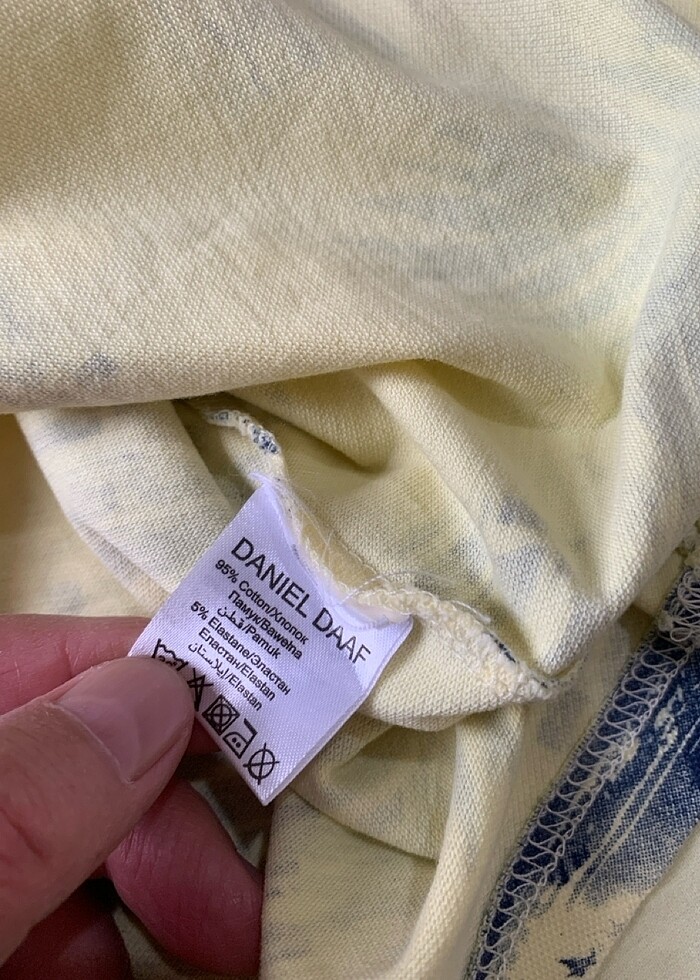 DANIEL DAAF
95% Cotton/Хлопок
Памук/Bawełna
قطن/Pamuk
5% Elastane/Эластан
Еластан/Elastan
إيلاستان/Elastan